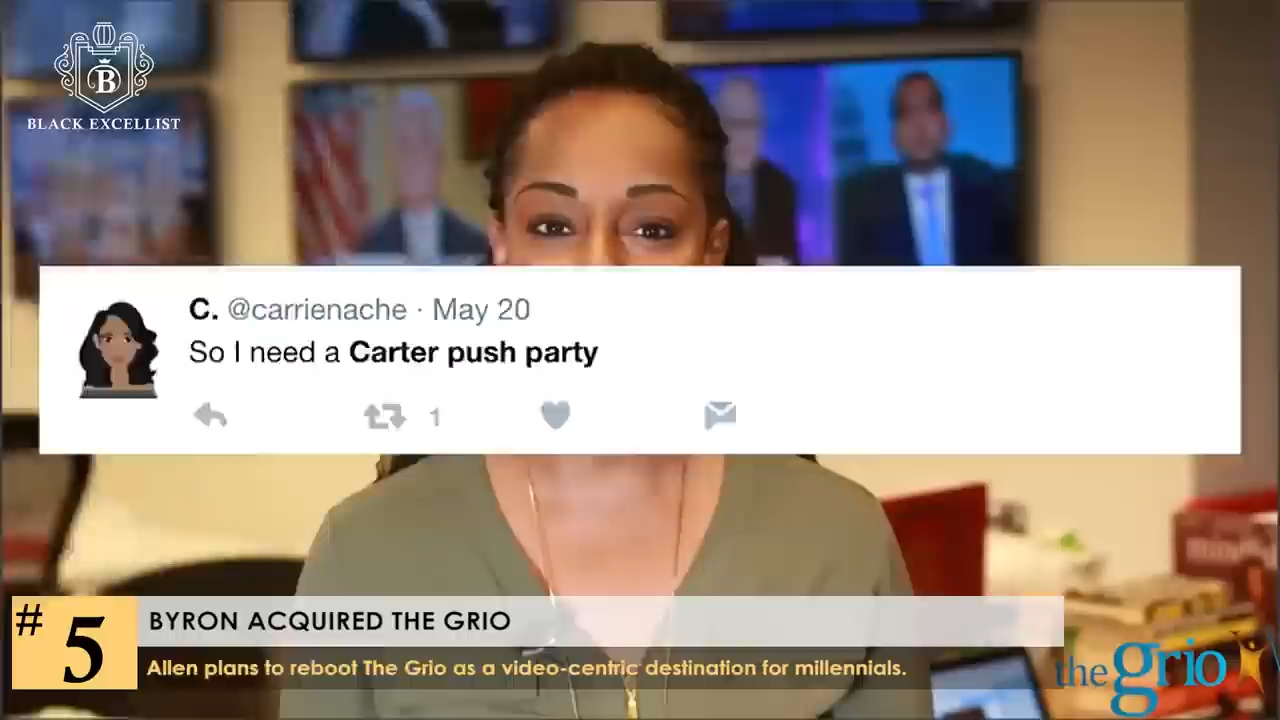 B
BLACK EXCELLIST
C. @carrienache · May 20
So I need a Carter push party
1
# 5
BYRON ACQUIRED THE GRIO
Allen plans to reboot The Grio as a video-centric destination for millennials.
thegrio